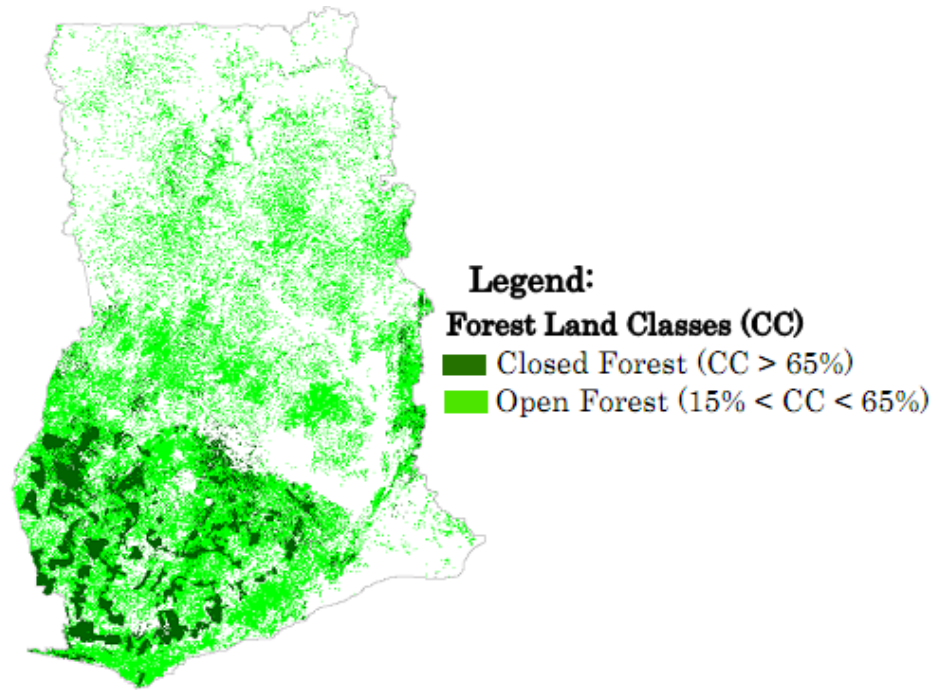 Legend:
Forest Land Classes (CC)
Closed Forest (CC > 65%)
Open Forest (15% < CC < 65%)